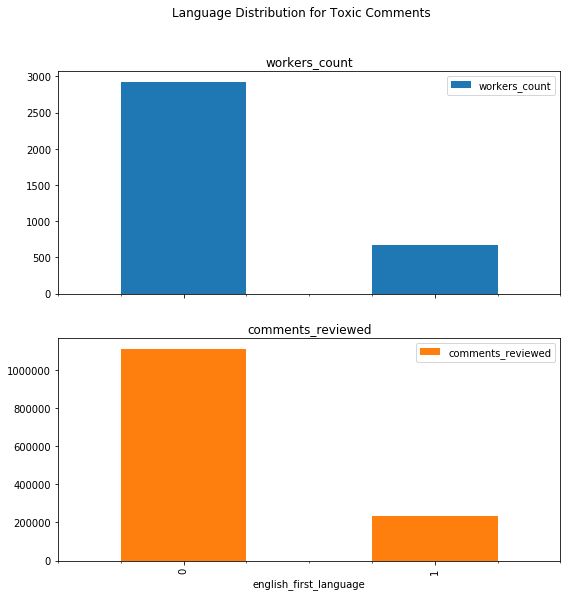 Language Distribution for Toxic Comments
workers_count
workers_count
3000
2500
2000
1500
1000
500
0
comments_reviewed
comments_reviewed
1000000
800000
600000
400000
200000
0
0
1
english_first_language